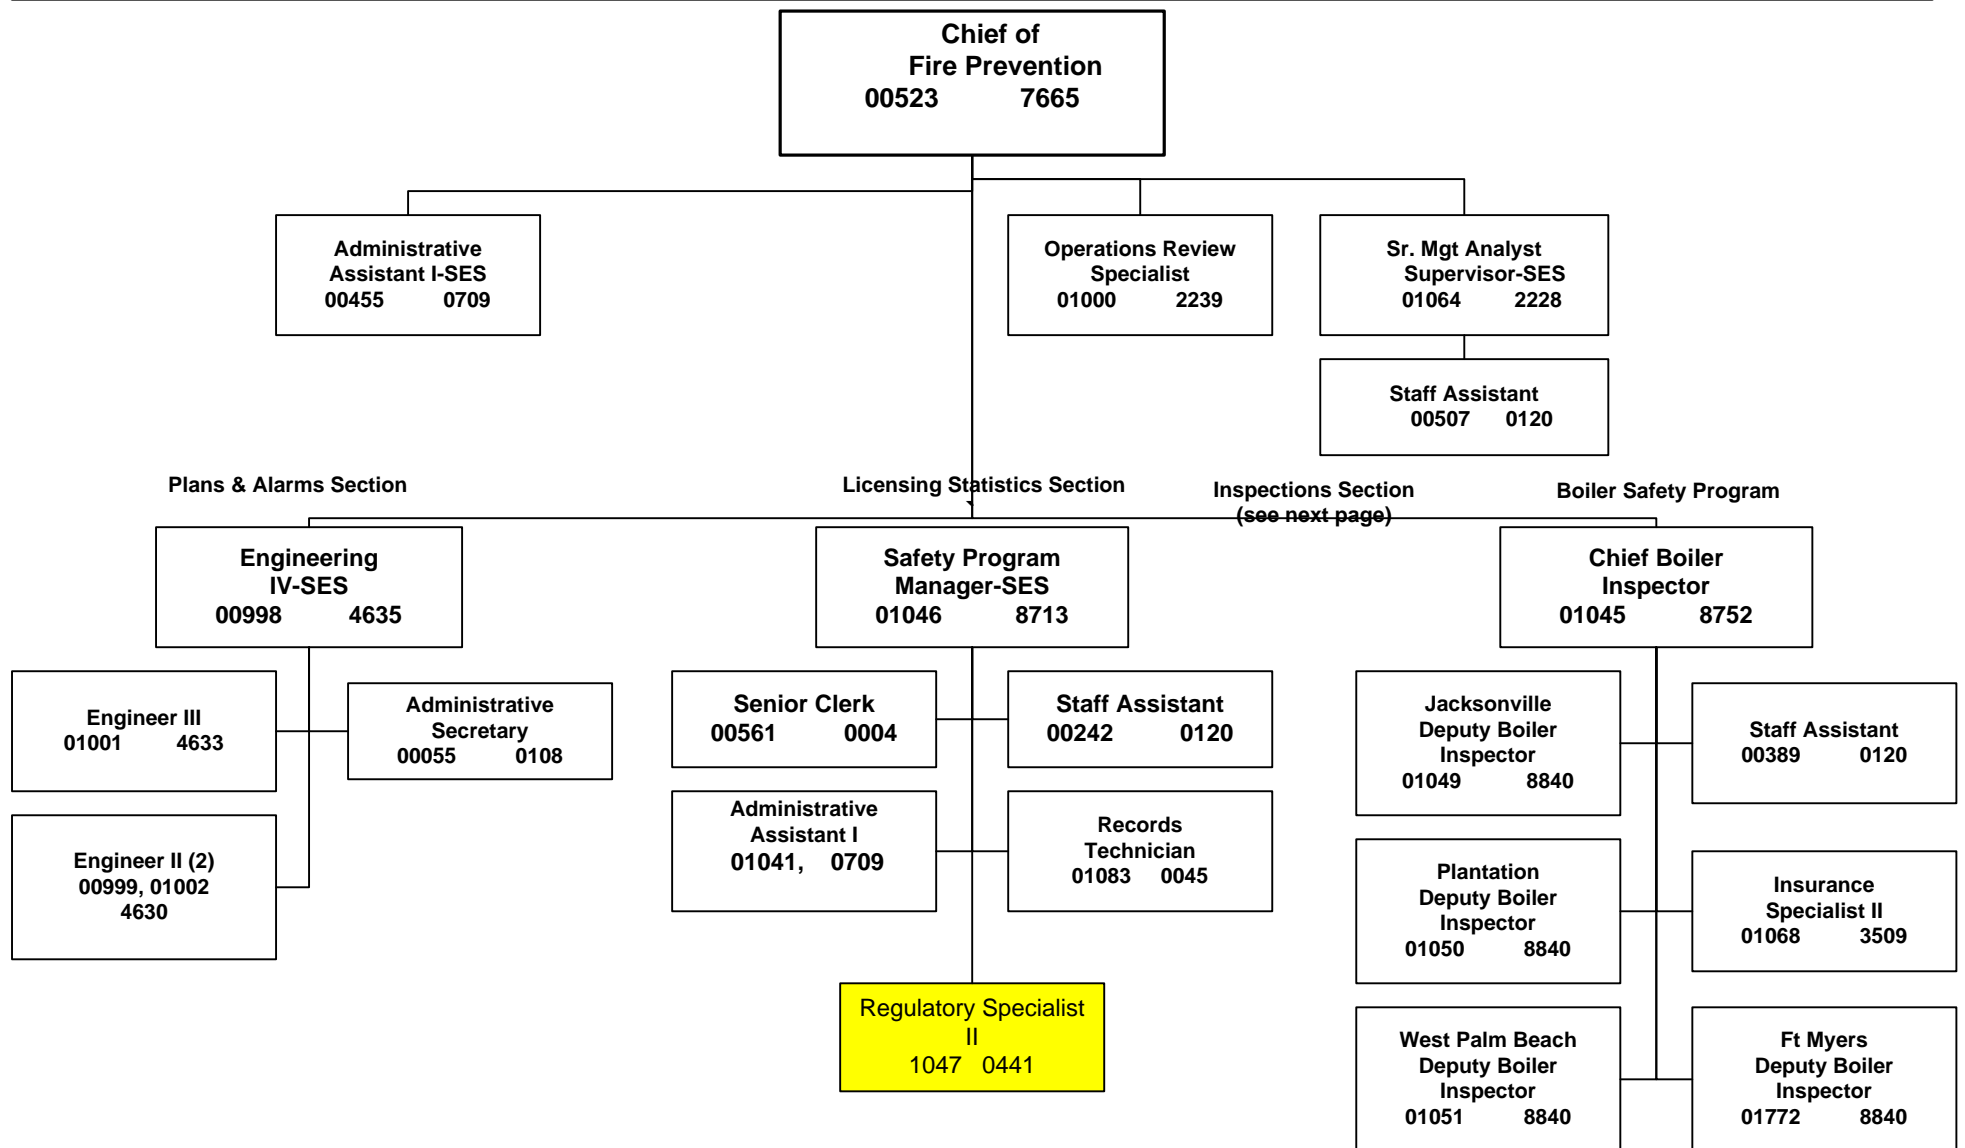 Chief of
Fire Prevention
00523 7665
Administrative
Assistant I-SES
00455 0709
Operations Review
Specialist
01000 2239
Sr. Mgt Analyst
Supervisor-SES
01064 2228
Staff Assistant
00507 0120
Plans & Alarms Section
Licensing Statistics Section
Inspections Section
(see next page)
Boiler Safety Program
Engineering
IV-SES
00998 4635
Safety Program
Manager-SES
01046 8713
Chief Boiler
Inspector
01045 8752
Engineer III
01001 4633
Administrative
Secretary
00055 0108
Engineer II (2)
00999, 01002
4630
Senior Clerk
00561 0004
Staff Assistant
00242 0120
Administrative
Assistant I
01041, 0709
Records
Technician
01083 0045
Regulatory Specialist
II
1047 0441
Jacksonville
Deputy Boiler
Inspector
01049 8840
Staff Assistant
00389 0120
Plantation
Deputy Boiler
Inspector
01050 8840
Insurance
Specialist II
01068 3509
West Palm Beach
Deputy Boiler
Inspector
01051 8840
Ft Myers
Deputy Boiler
Inspector
01772 8840